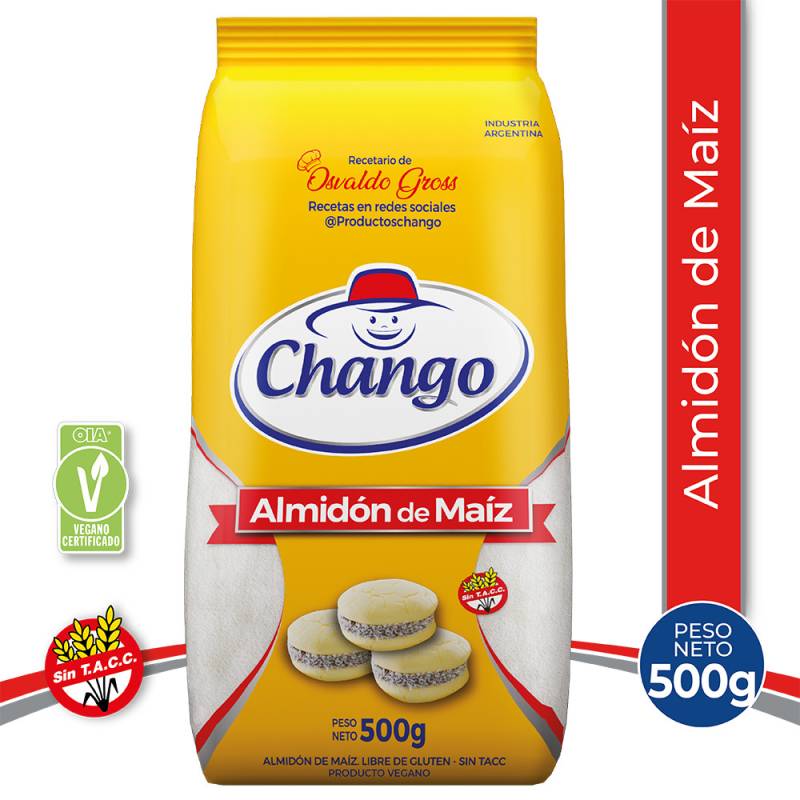 INDUSTRIA
ARGENTINA
Recetario de
Osvaldo Gross
Recetas en redes sociales
@Productoschango
Chango
Almidón de Maíz
Sin T.A.C.C.
PESO
NETO 500g
ALMIDÓN DE MAÍZ. LIBRE DE GLUTEN - SIN TACC
PRODUCTO VEGANO
OIA
VEGANO
CERTIFICADO
Sin T.A.C.C.
Almidón de Maíz
PESO
NETO
500g